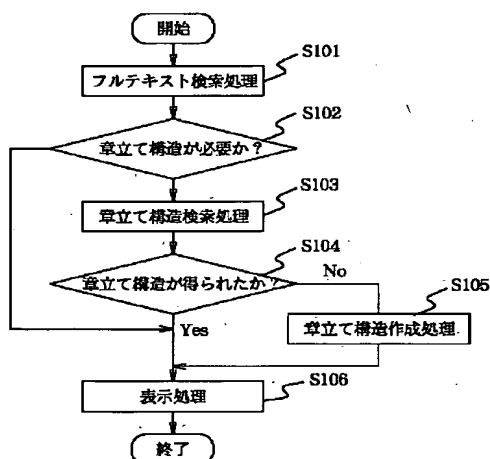 開始
S101
フルテキスト検索処理
S102
章立て構造が必要か？
S103
章立て構造検索処理
S104
章立て構造が得られたか？
No
S105
Yes
章立て構造作成処理
S106
表示処理
終了